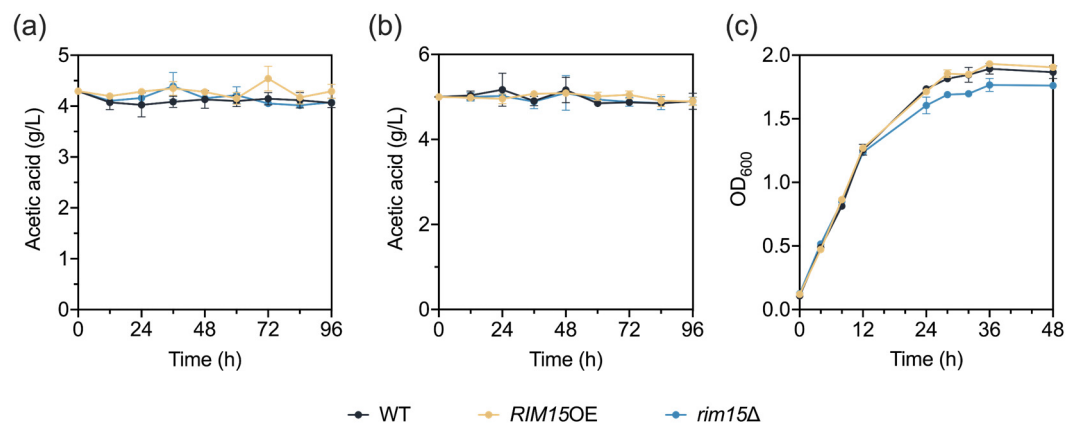 (a)
5
4
3
2
1
0
Acetic acid (g/L)
0 24 48 72 96
Time (h)
(b)
6
4
2
0
Acetic acid (g/L)
0 24 48 72 96
Time (h)
(c)
2.0
1.5
1.0
0.5
0.0
OD600
0 12 24 36 48
Time (h)
WT RIM15OE rim15Δ